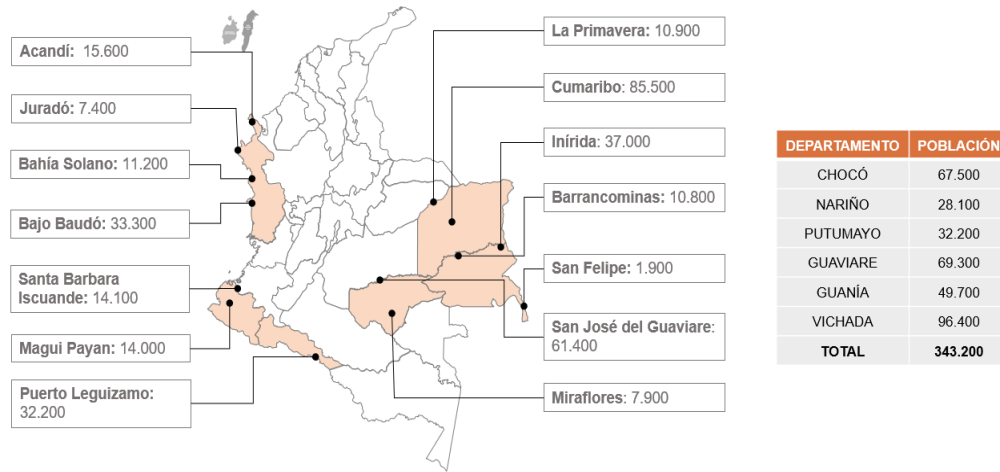 Acandí: 15.600
Juradó: 7.400
Bahía Solano: 11.200
Bajo Baudó: 33.300
Santa Barbara
Iscuande: 14.100
Magui Payan: 14.000
Puerto Leguizamo:
32.200
La Primavera: 10.900
Cumaribo: 85.500
Inírida: 37.000
Barrancominas: 10.800
San Felipe: 1.900
San José del Guaviare:
61.400
Miraflores: 7.900
DEPARTAMENTO POBLACIÓN
CHOCÓ 67.500
NARIÑO 28.100
PUTUMAYO 32.200
GUAVIARE 69.300
GUANÍA 49.700
VICHADA 96.400
TOTAL 343.200